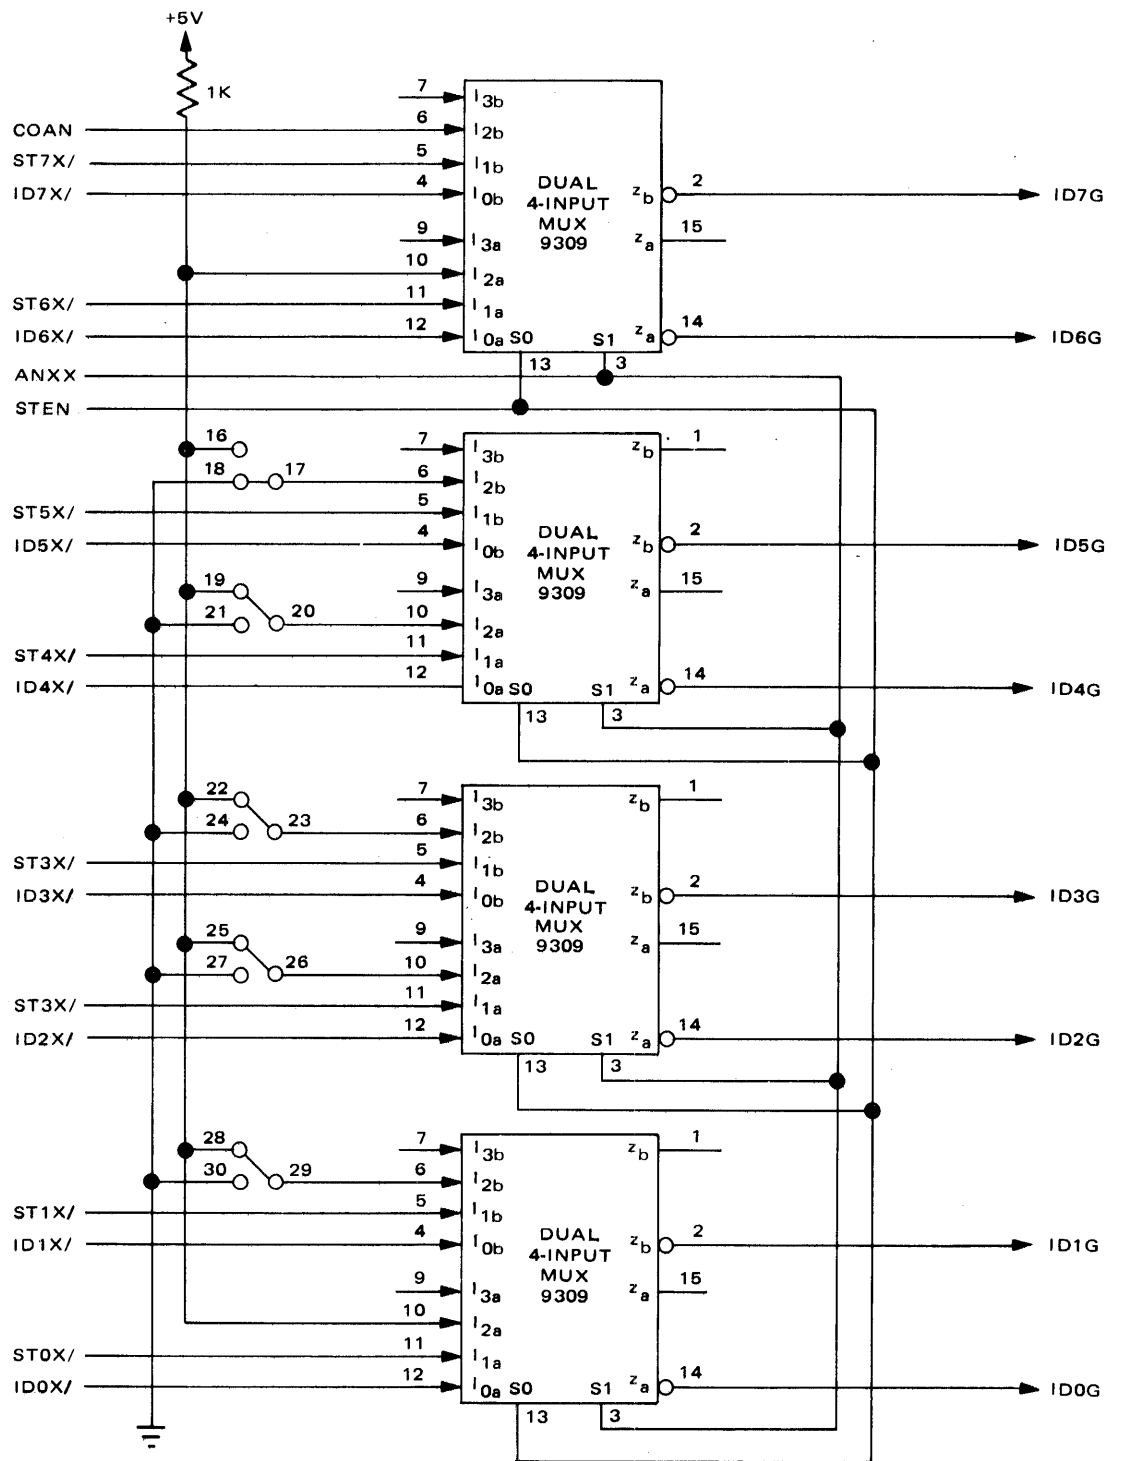 +5V
1K
7 I3b
COAN 6 I2b
ST7X/ 5 I1b
ID7X/ 4 I0b
DUAL
4-INPUT
MUX
9309
zb 2 ID7G
9 I3a
za 15
10 I2a
ST6X/ 11 I1a
ID6X/ 12 I0a S0 S1 za 14 ID6G
13 3
ANXX
STEN
16 7 I3b zb 1
18 17 6 I2b
ST5X/ 5 I1b
ID5X/ 4 I0b
DUAL
4-INPUT
MUX
9309
zb 2 ID5G
19 9 I3a za 15
21 20 10 I2a
ST4X/ 11 I1a
ID4X/ 12 I0a S0 S1 za 14 ID4G
13 3
22 7 I3b zb 1
24 23 6 I2b
ST3X/ 5 I1b
ID3X/ 4 I0b
DUAL
4-INPUT
MUX
9309
zb 2 ID3G
25 9 I3a za 15
27 26 10 I2a
ST3X/ 11 I1a
ID2X/ 12 I0a S0 S1 za 14 ID2G
13 3
28 7 I3b zb 1
30 29 6 I2b
ST1X/ 5 I1b
ID1X/ 4 I0b
DUAL
4-INPUT
MUX
9309
zb 2 ID1G
9 I3a za 15
10 I2a
ST0X/ 11 I1a
ID0X/ 12 I0a S0 S1 za 14 ID0G
13 3